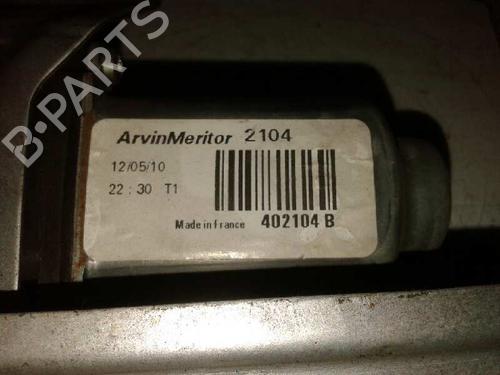 B-PARTS
ArvinMeritor 2104
12/05/10
22 : 30 T1
Made in france 402104 B